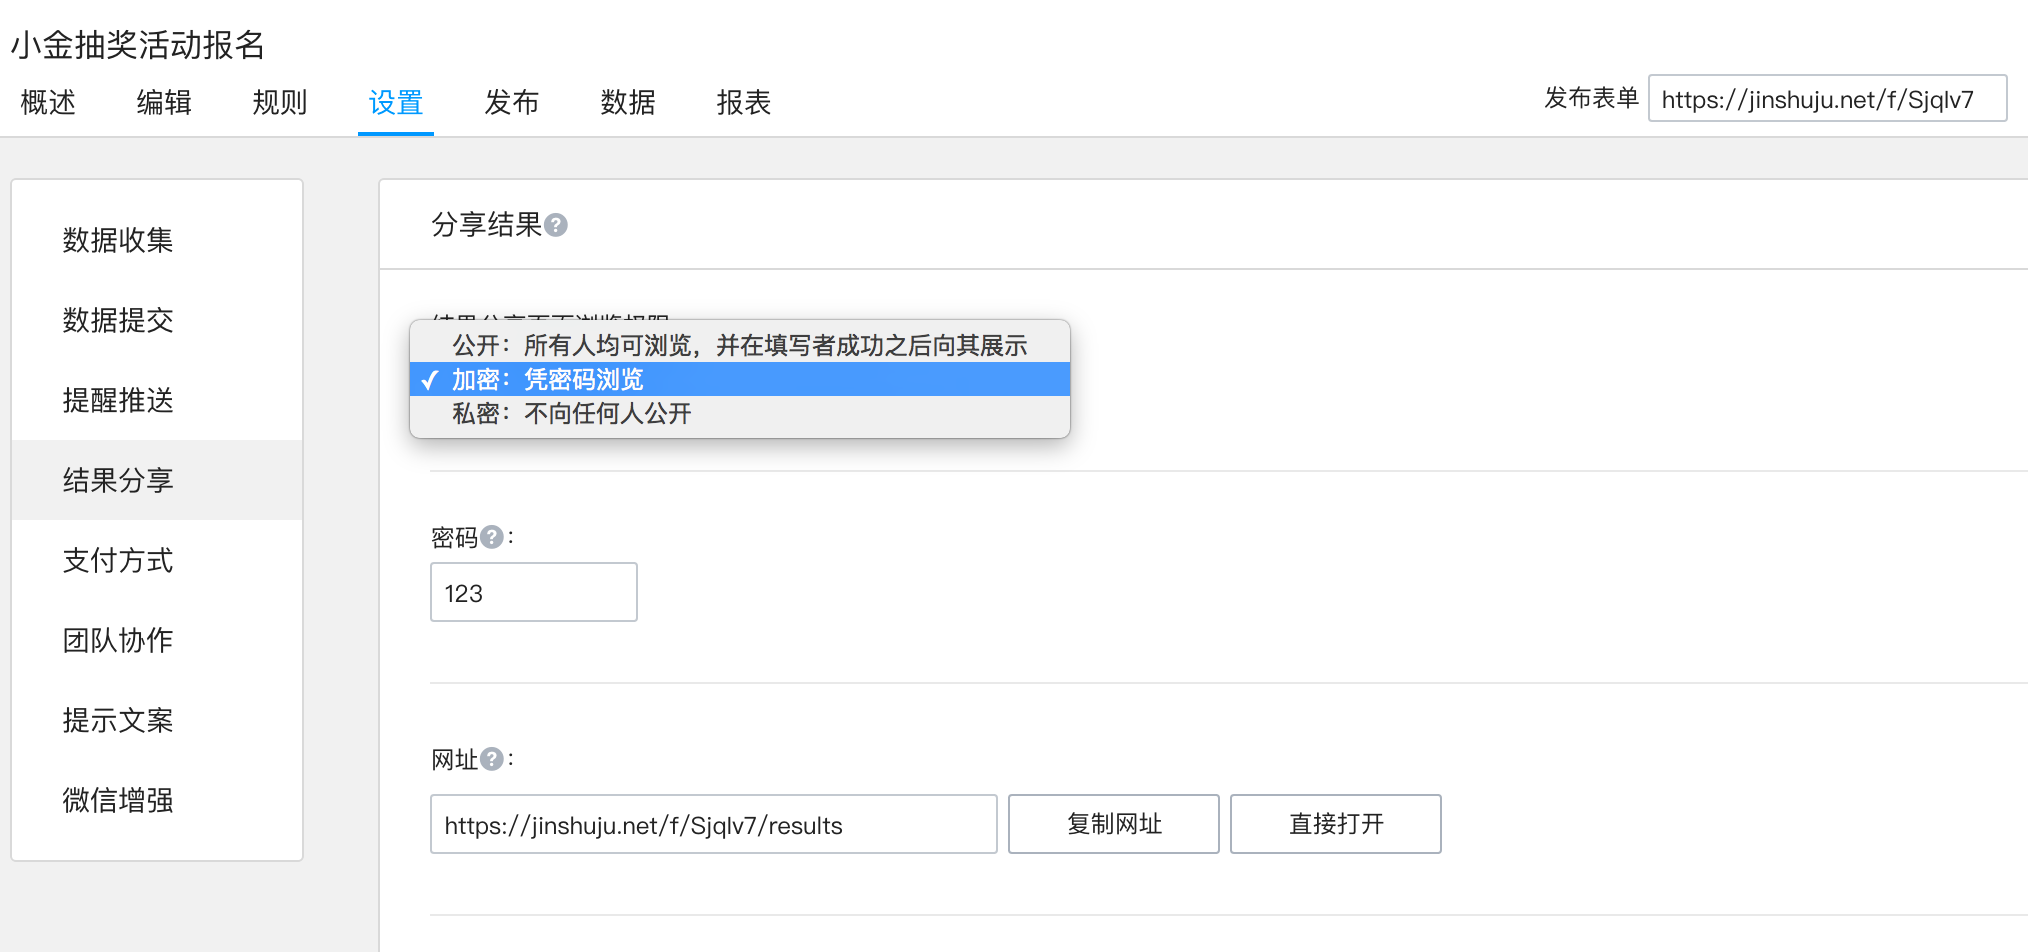 小金抽奖活动报名
概述 编辑 规则 设置 发布 数据 报表
发布表单 https://jinshuju.net/f/Sjqlv7
数据收集
数据提交
提醒推送
结果分享
支付方式
团队协作
提示文案
微信增强
分享结果?
公开：所有人均可浏览，并在填写者成功之后向其展示
✓ 加密：凭密码浏览
私密：不向任何人公开
密码?：
123
网址?：
https://jinshuju.net/f/Sjqlv7/results 复制网址 直接打开